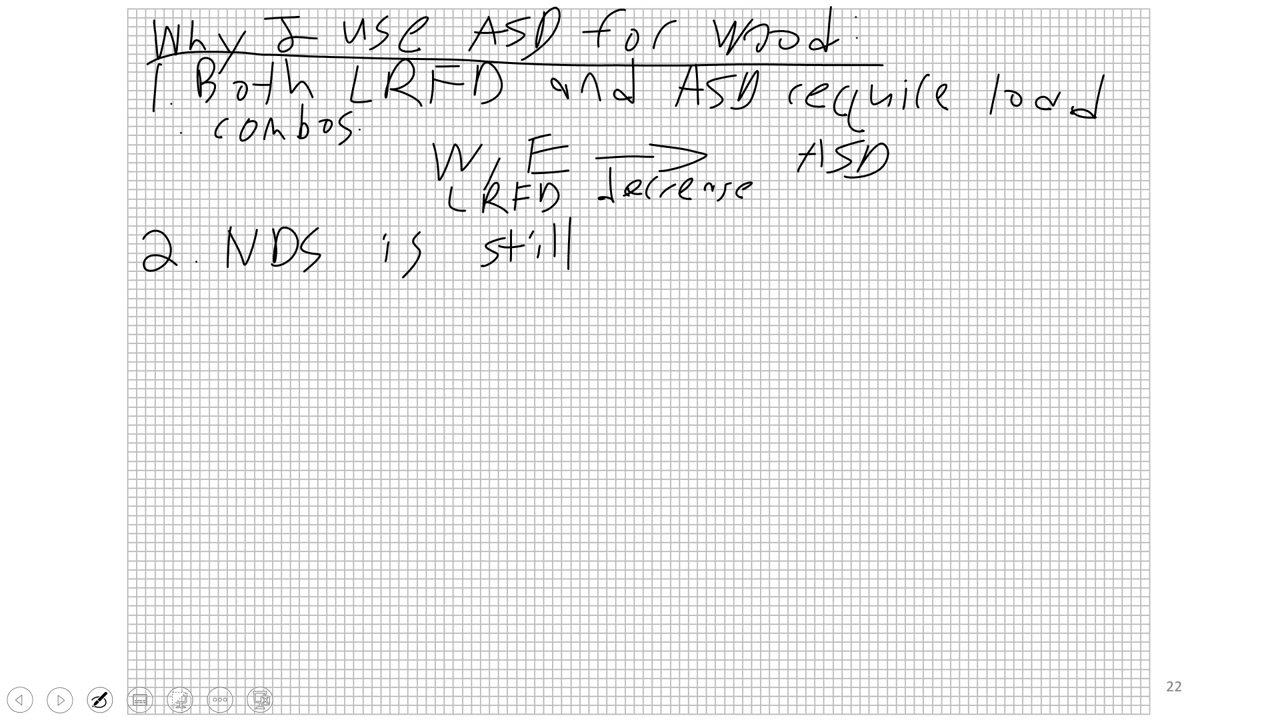 Why I use ASD for wood:
1. Both LRFD and ASD require load
combos.
W, E → ASD
LRFD decrease
2. NDS is still
22